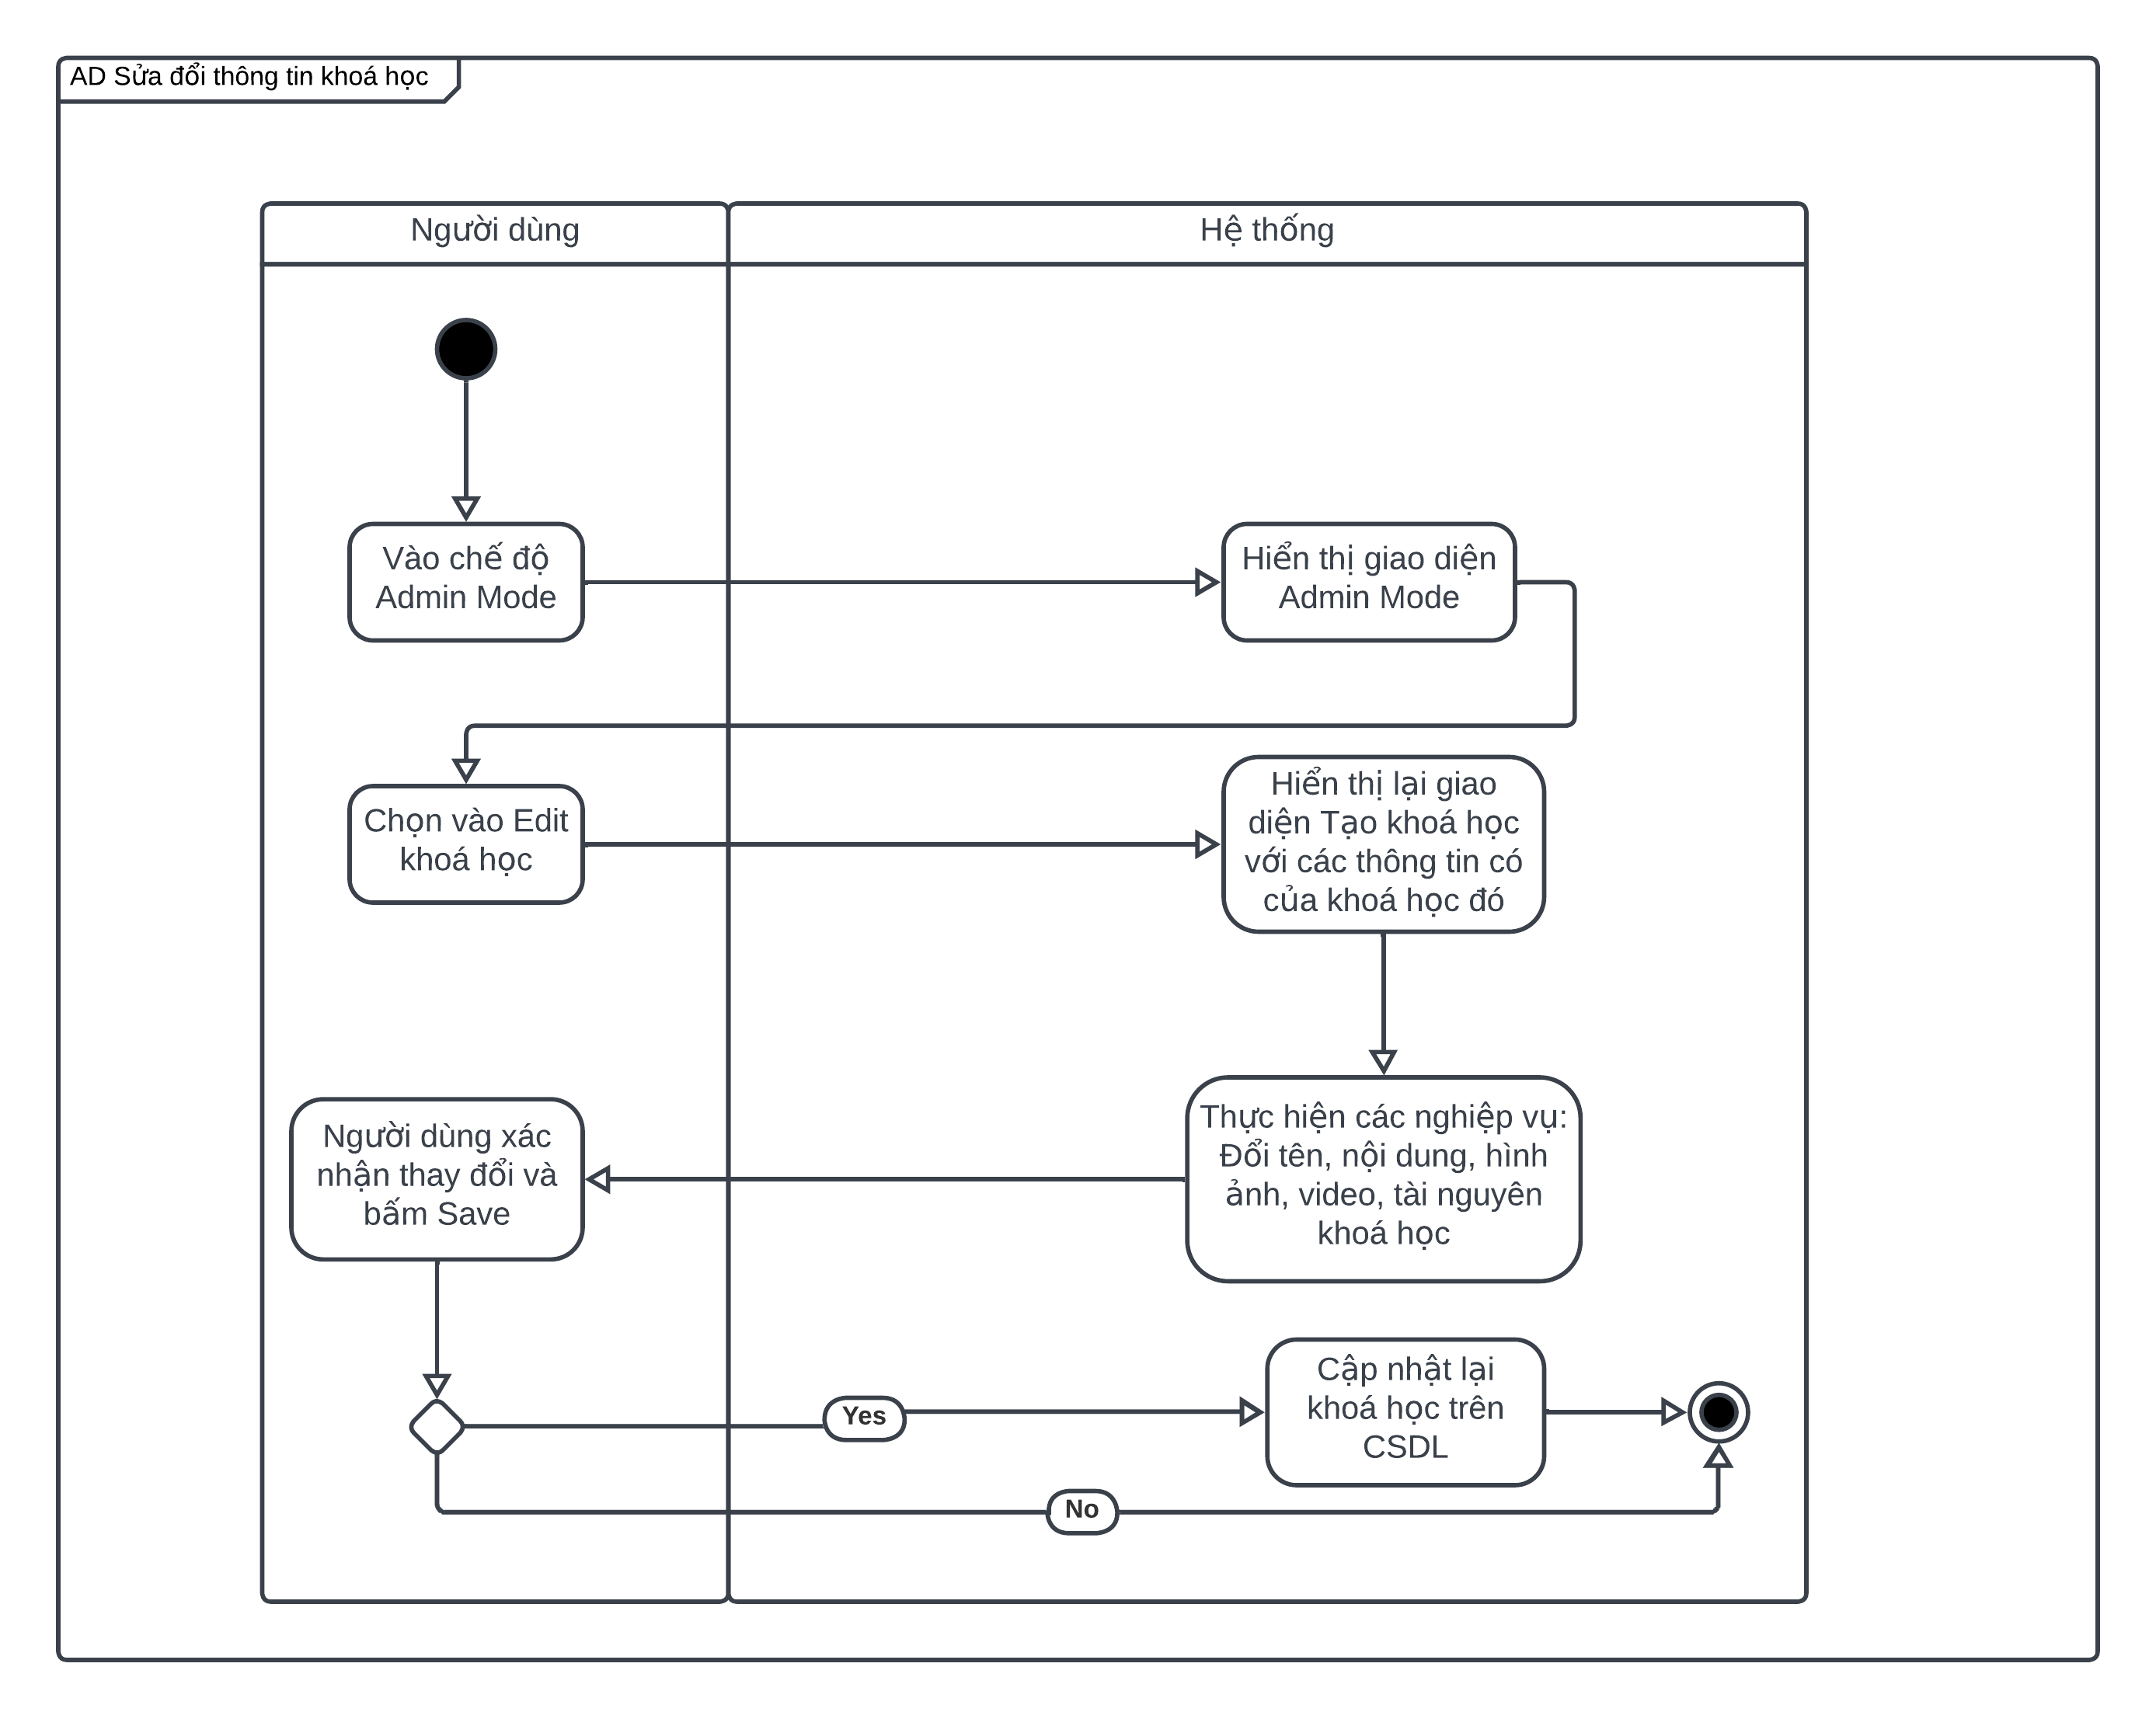 AD Sửa đổi thông tin khoá học
Người dùng
Hệ thống
Vào chế độ
Admin Mode
Hiển thị giao diện
Admin Mode
Chọn vào Edit
khoá học
Hiển thị lại giao
diện Tạo khoá học
với các thông tin có
của khoá học đó
Thực hiện các nghiệp vụ:
Đổi tên, nội dung, hình
ảnh, video, tài nguyên
khoá học
Người dùng xác
nhận thay đổi và
bấm Save
Yes
Cập nhật lại
khoá học trên
CSDL
No